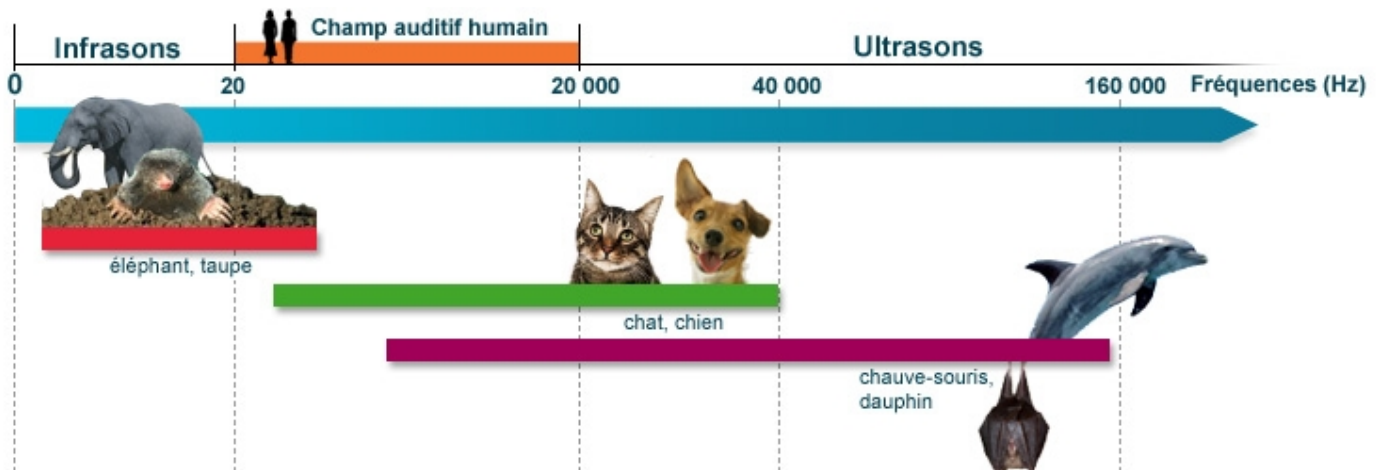 Infrasons
Champ auditif humain
Ultrasons
0
20
20 000
40 000
160 000
Fréquences (Hz)
éléphant, taupe
chat, chien
chauve-souris,
dauphin